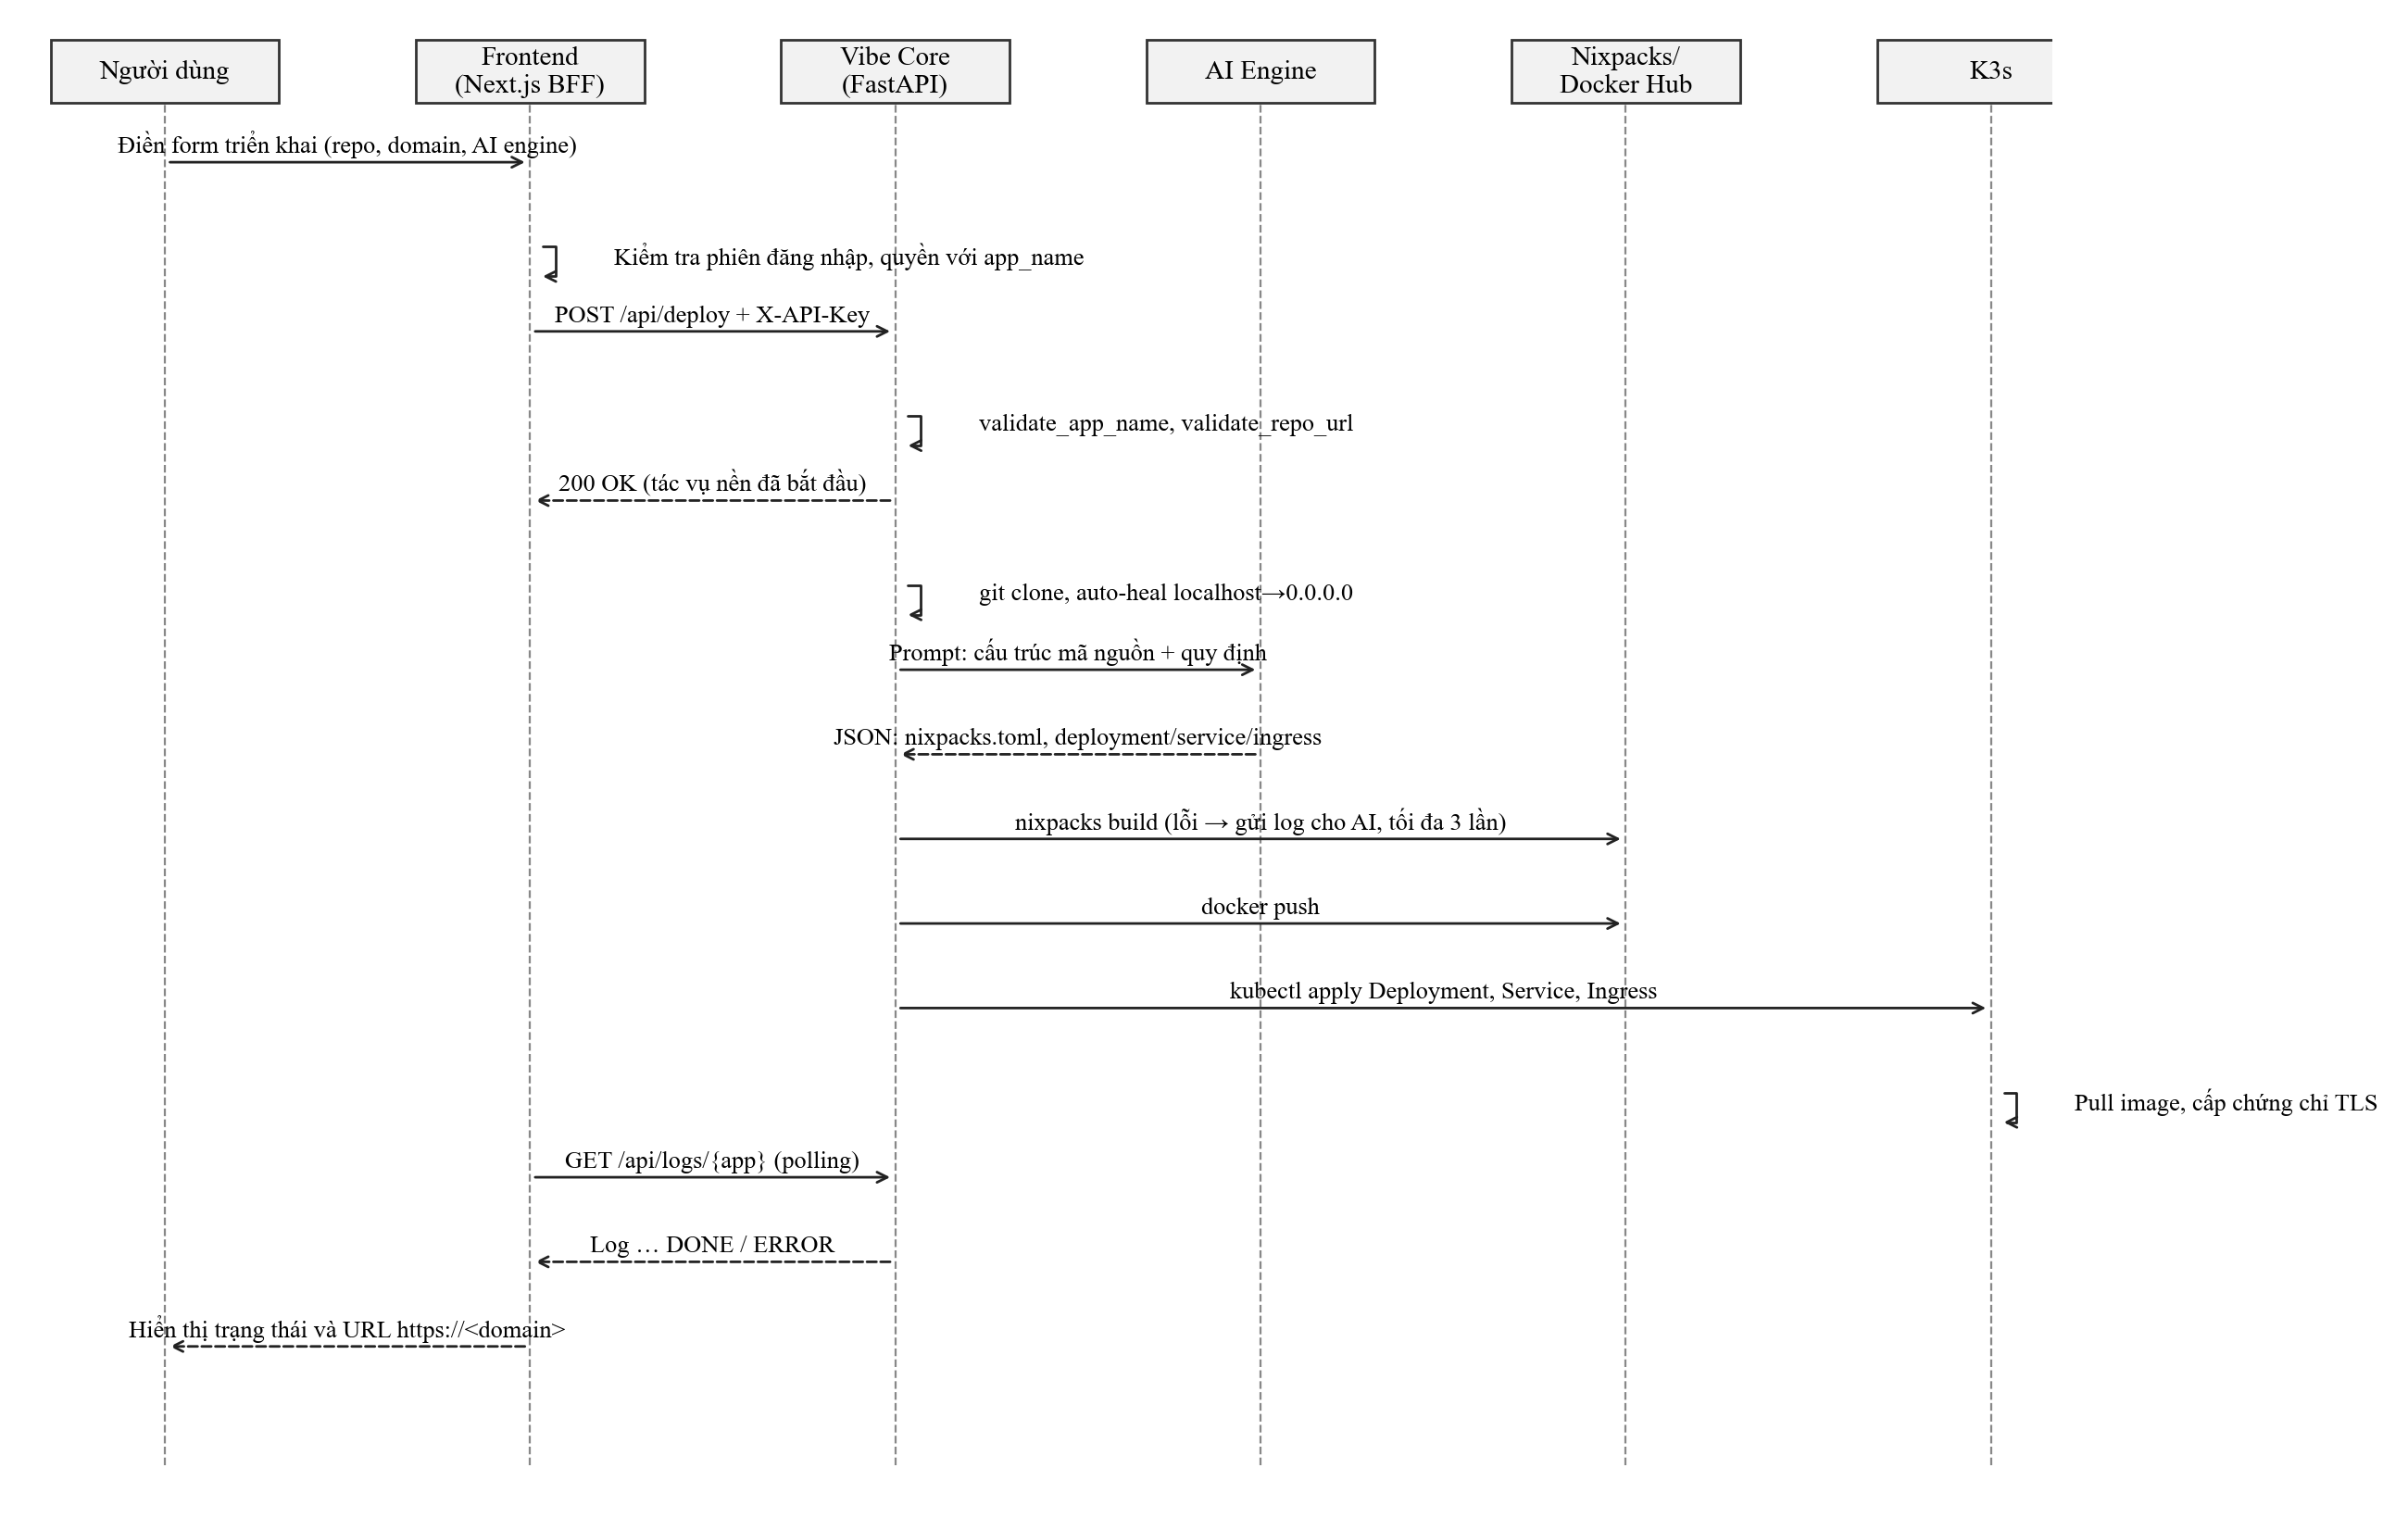 Người dùng
Frontend
(Next.js BFF)
Vibe Core
(FastAPI)
AI Engine
Nixpacks/
Docker Hub
K3s
Điền form triển khai (repo, domain, AI engine)
Kiểm tra phiên đăng nhập, quyền với app_name
POST /api/deploy + X-API-Key
validate_app_name, validate_repo_url
200 OK (tác vụ nền đã bắt đầu)
git clone, auto-heal localhost→0.0.0.0
Prompt: cấu trúc mã nguồn + quy định
JSON: nixpacks.toml, deployment/service/ingress
nixpacks build (lỗi → gửi log cho AI, tối đa 3 lần)
docker push
kubectl apply Deployment, Service, Ingress
Pull image, cấp chứng chỉ TLS
GET /api/logs/{app} (polling)
Log … DONE / ERROR
Hiển thị trạng thái và URL https://<domain>